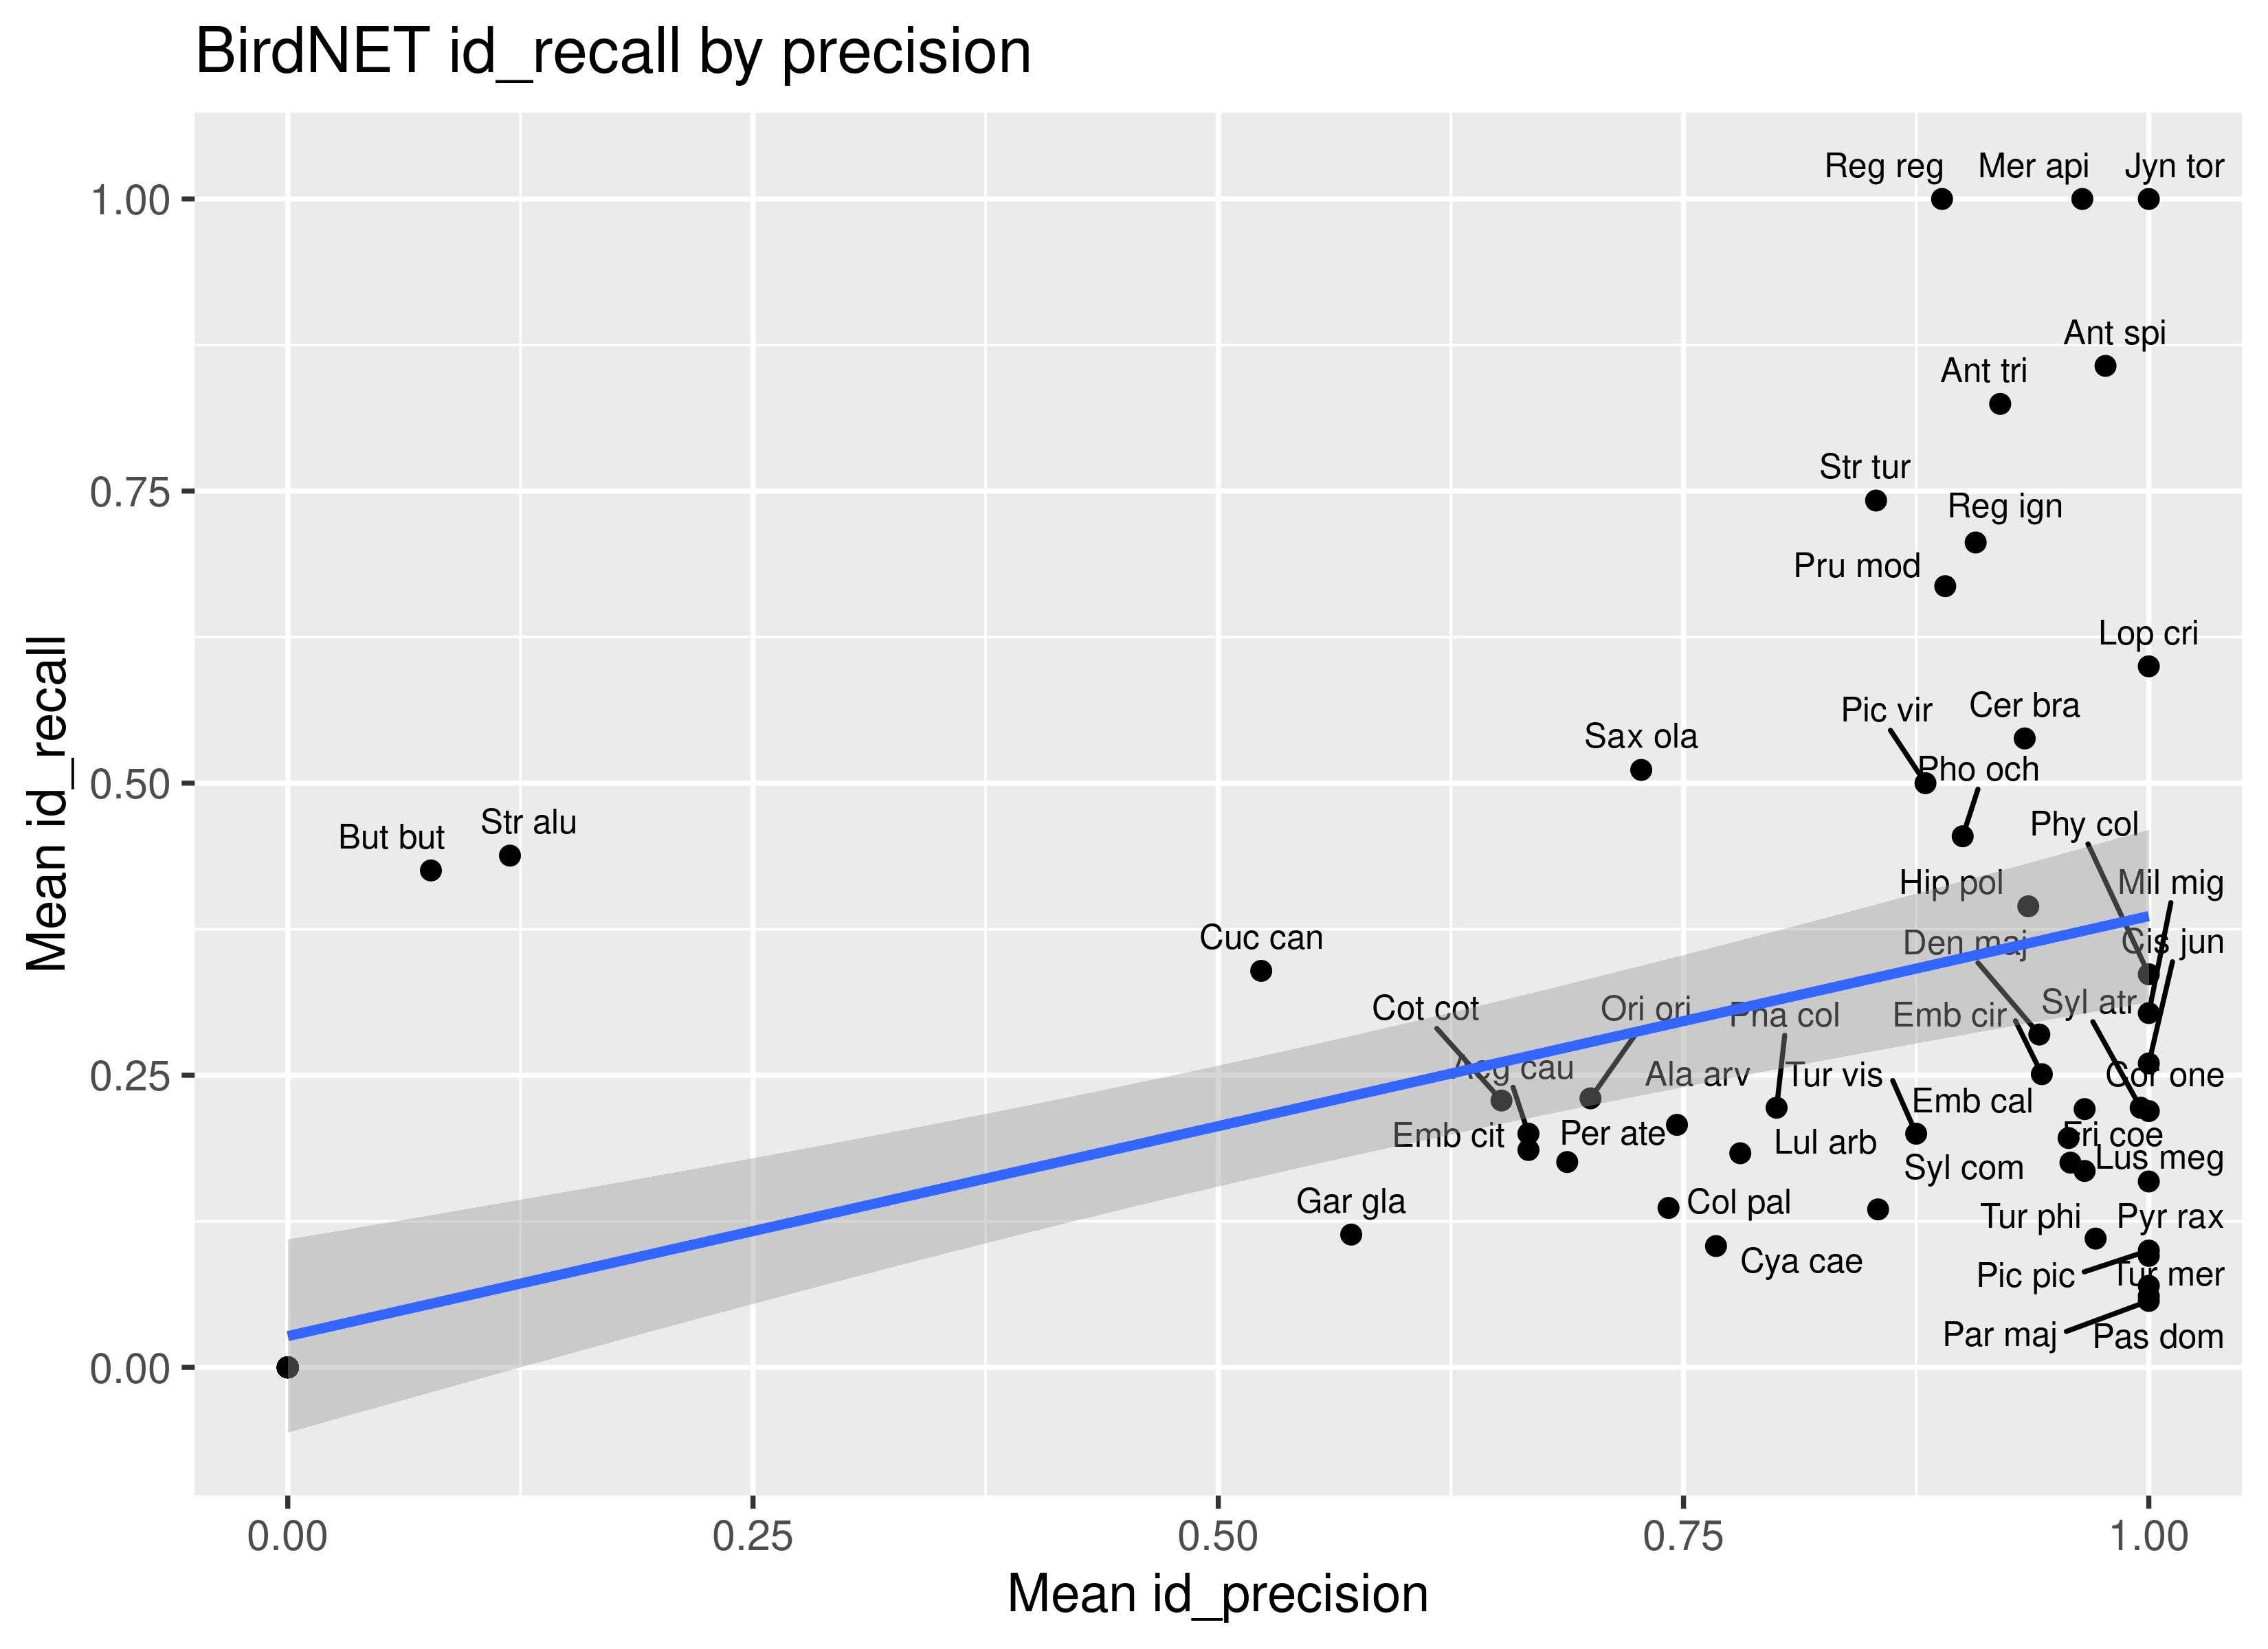 BirdNET id_recall by precision
Reg reg
Mer api
Jyn tor
1.00
Ant spi
Ant tri
Str tur
0.75
Reg ign
Pru mod
Lop cri
Pic vir
Cer bra
Sax ola
Pho och
0.50
Str alu
But but
Phy col
Hip pol
Mil mig
Cuc can
Den maj
Cis jun
Cot cot
Ori ori
Pha col
Emb cir
Syl atr
Aeg cau
Ala arv
Tur vis
Cor one
0.25
Emb cal
Emb cit
Per ate
Lul arb
Fri coe
Syl com
Lus meg
Gar gla
Col pal
Tur phi
Pyr rax
Cya cae
Pic pic
Tur mer
Par maj
Pas dom
0.00
Mean id_recall
0.00
0.25
0.50
0.75
1.00
Mean id_precision